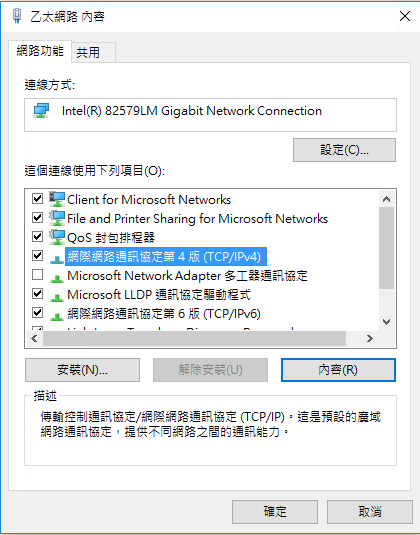 乙太網路 內容
網路功能
共用
連線方式:
Intel(R) 82579LM Gigabit Network Connection
設定(C)...
這個連線使用下列項目(O):
Client for Microsoft Networks
File and Printer Sharing for Microsoft Networks
QoS 封包排程器
網際網路通訊協定第 4 版 (TCP/IPv4)
Microsoft Network Adapter 多工器通訊協定
Microsoft LLDP 通訊協定驅動程式
網際網路通訊協定第 6 版 (TCP/IPv6)
安裝(N)...
解除安裝(U)
內容(R)
描述
傳輸控制通訊協定/網際網路通訊協定 (TCP/IP)。這是預設的廣域
網路通訊協定，提供不同網路之間的通訊能力。
確定
取消